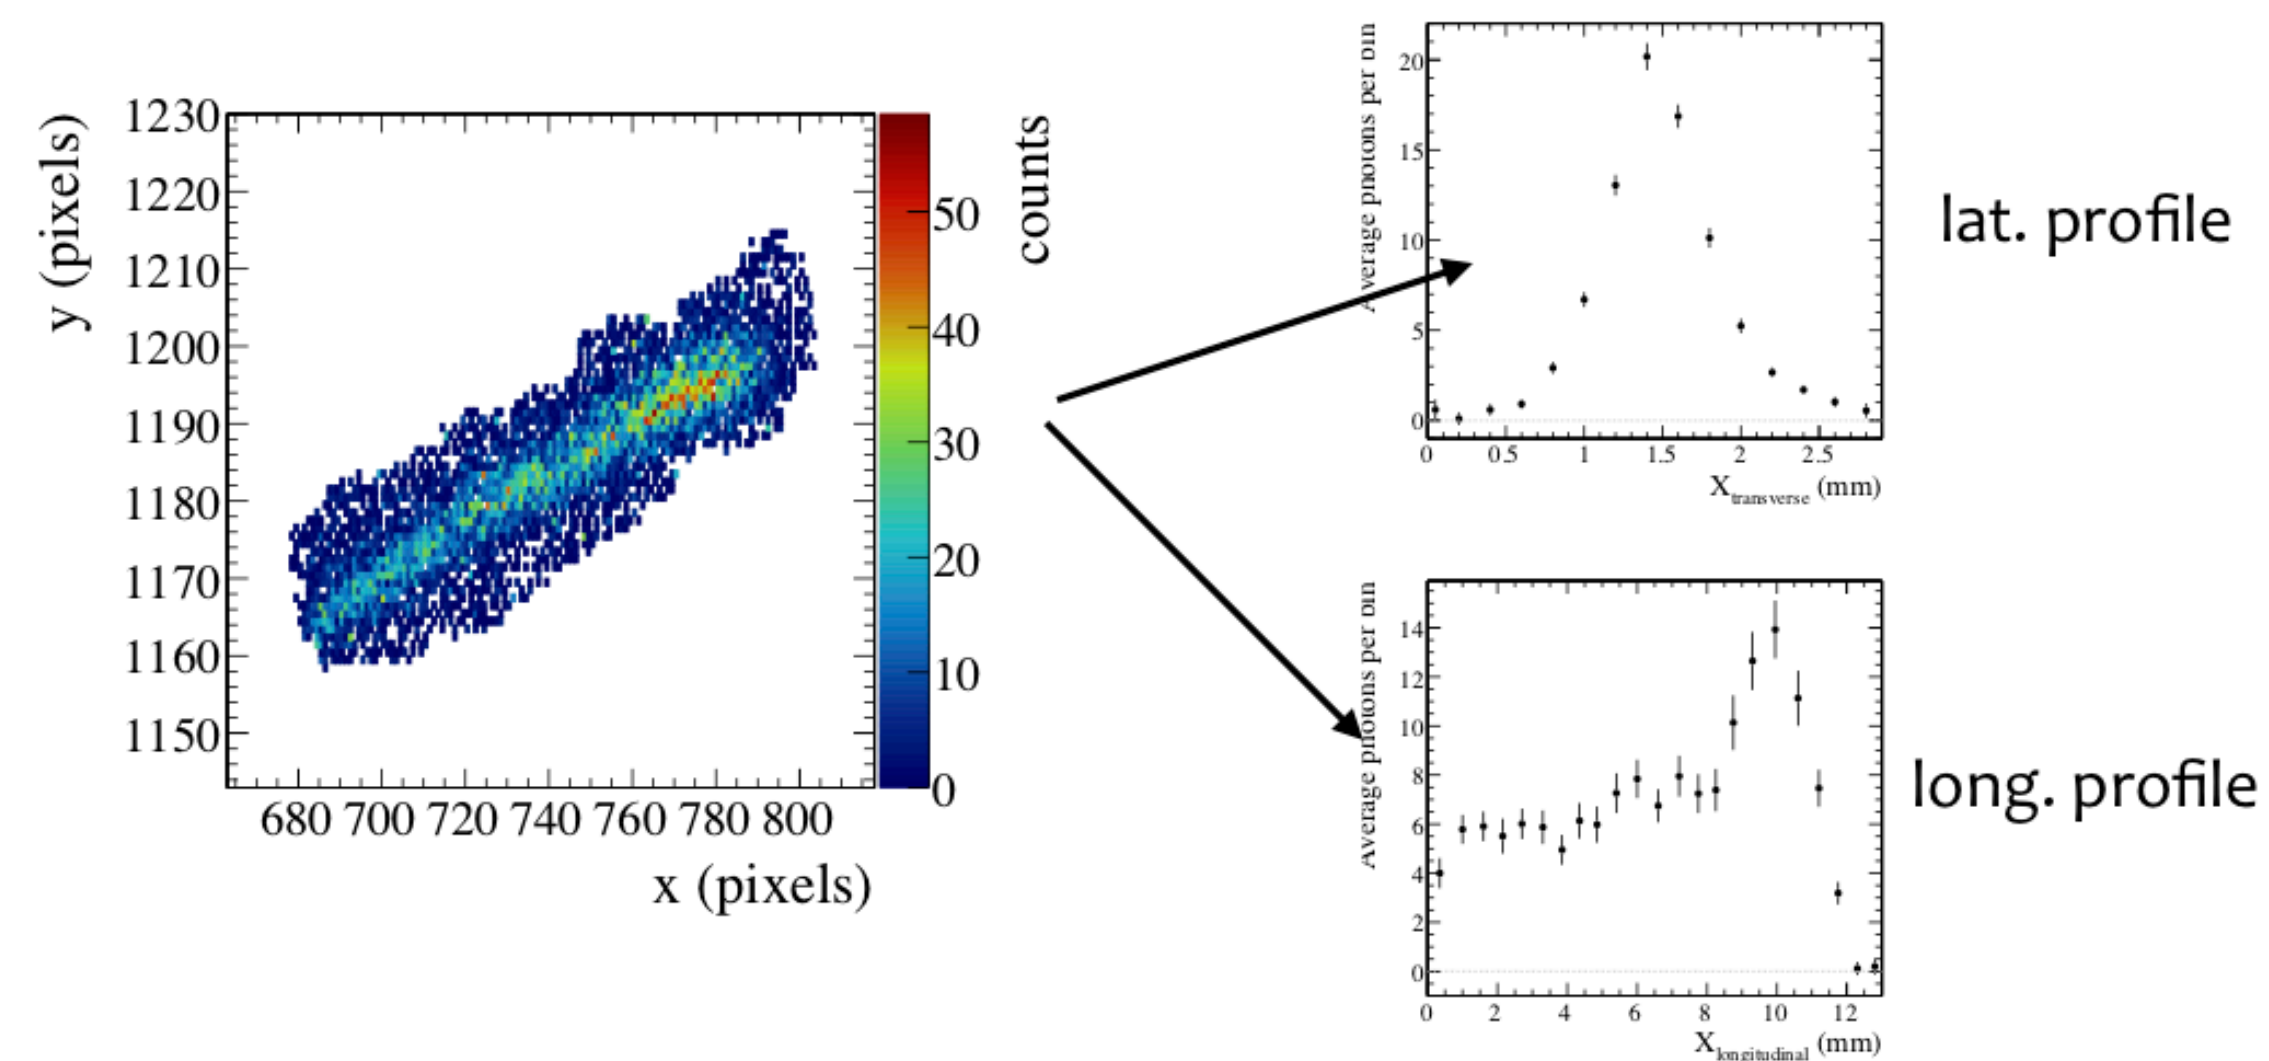 y (pixels)
1230
1220
1210
1200
1190
1180
1170
1160
1150
680 700 720 740 760 780 800
x (pixels)
counts
50
40
30
20
10
0
Average photons per bin
20
15
10
5
0
0 0.5 1 1.5 2 2.5
Xtransverse (mm)
lat. profile
Average photons per bin
14
12
10
8
6
4
2
0
0 2 4 6 8 10 12
Xlongitudinal (mm)
long. profile